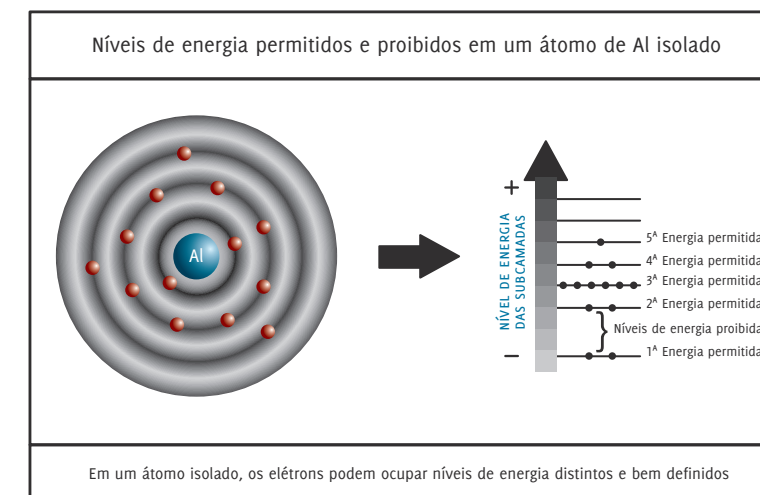 Níveis de energia permitidos e proibidos em um átomo de Al isolado
Al
+
NÍVEL DE ENERGIA
DAS SUBCAMADAS
–
5ᴬ Energia permitida
4ᴬ Energia permitida
3ᴬ Energia permitida
2ᴬ Energia permitida
Níveis de energia proibida
1ᴬ Energia permitida
Em um átomo isolado, os elétrons podem ocupar níveis de energia distintos e bem definidos